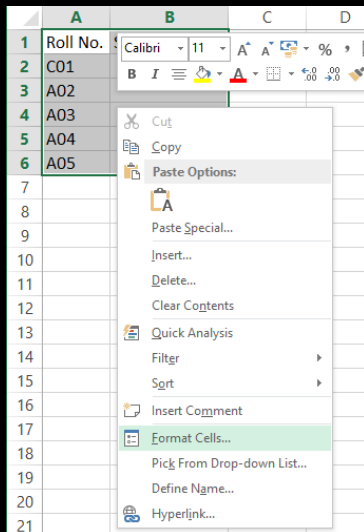 A B C D
1 Roll No. S
Calibri 11 A A % ,
B I A .00 .00
2 C01
3 A02
4 A03
5 A04
6 A05
7
8
9
10
11
12
13
14
15
16
17
18
19
20
21
Cut
Copy
Paste Options:
A
Paste Special...
Insert...
Delete...
Clear Contents
Quick Analysis
Filter
Sort
Insert Comment
Format Cells...
Pick From Drop-down List...
Define Name...
Hyperlink...